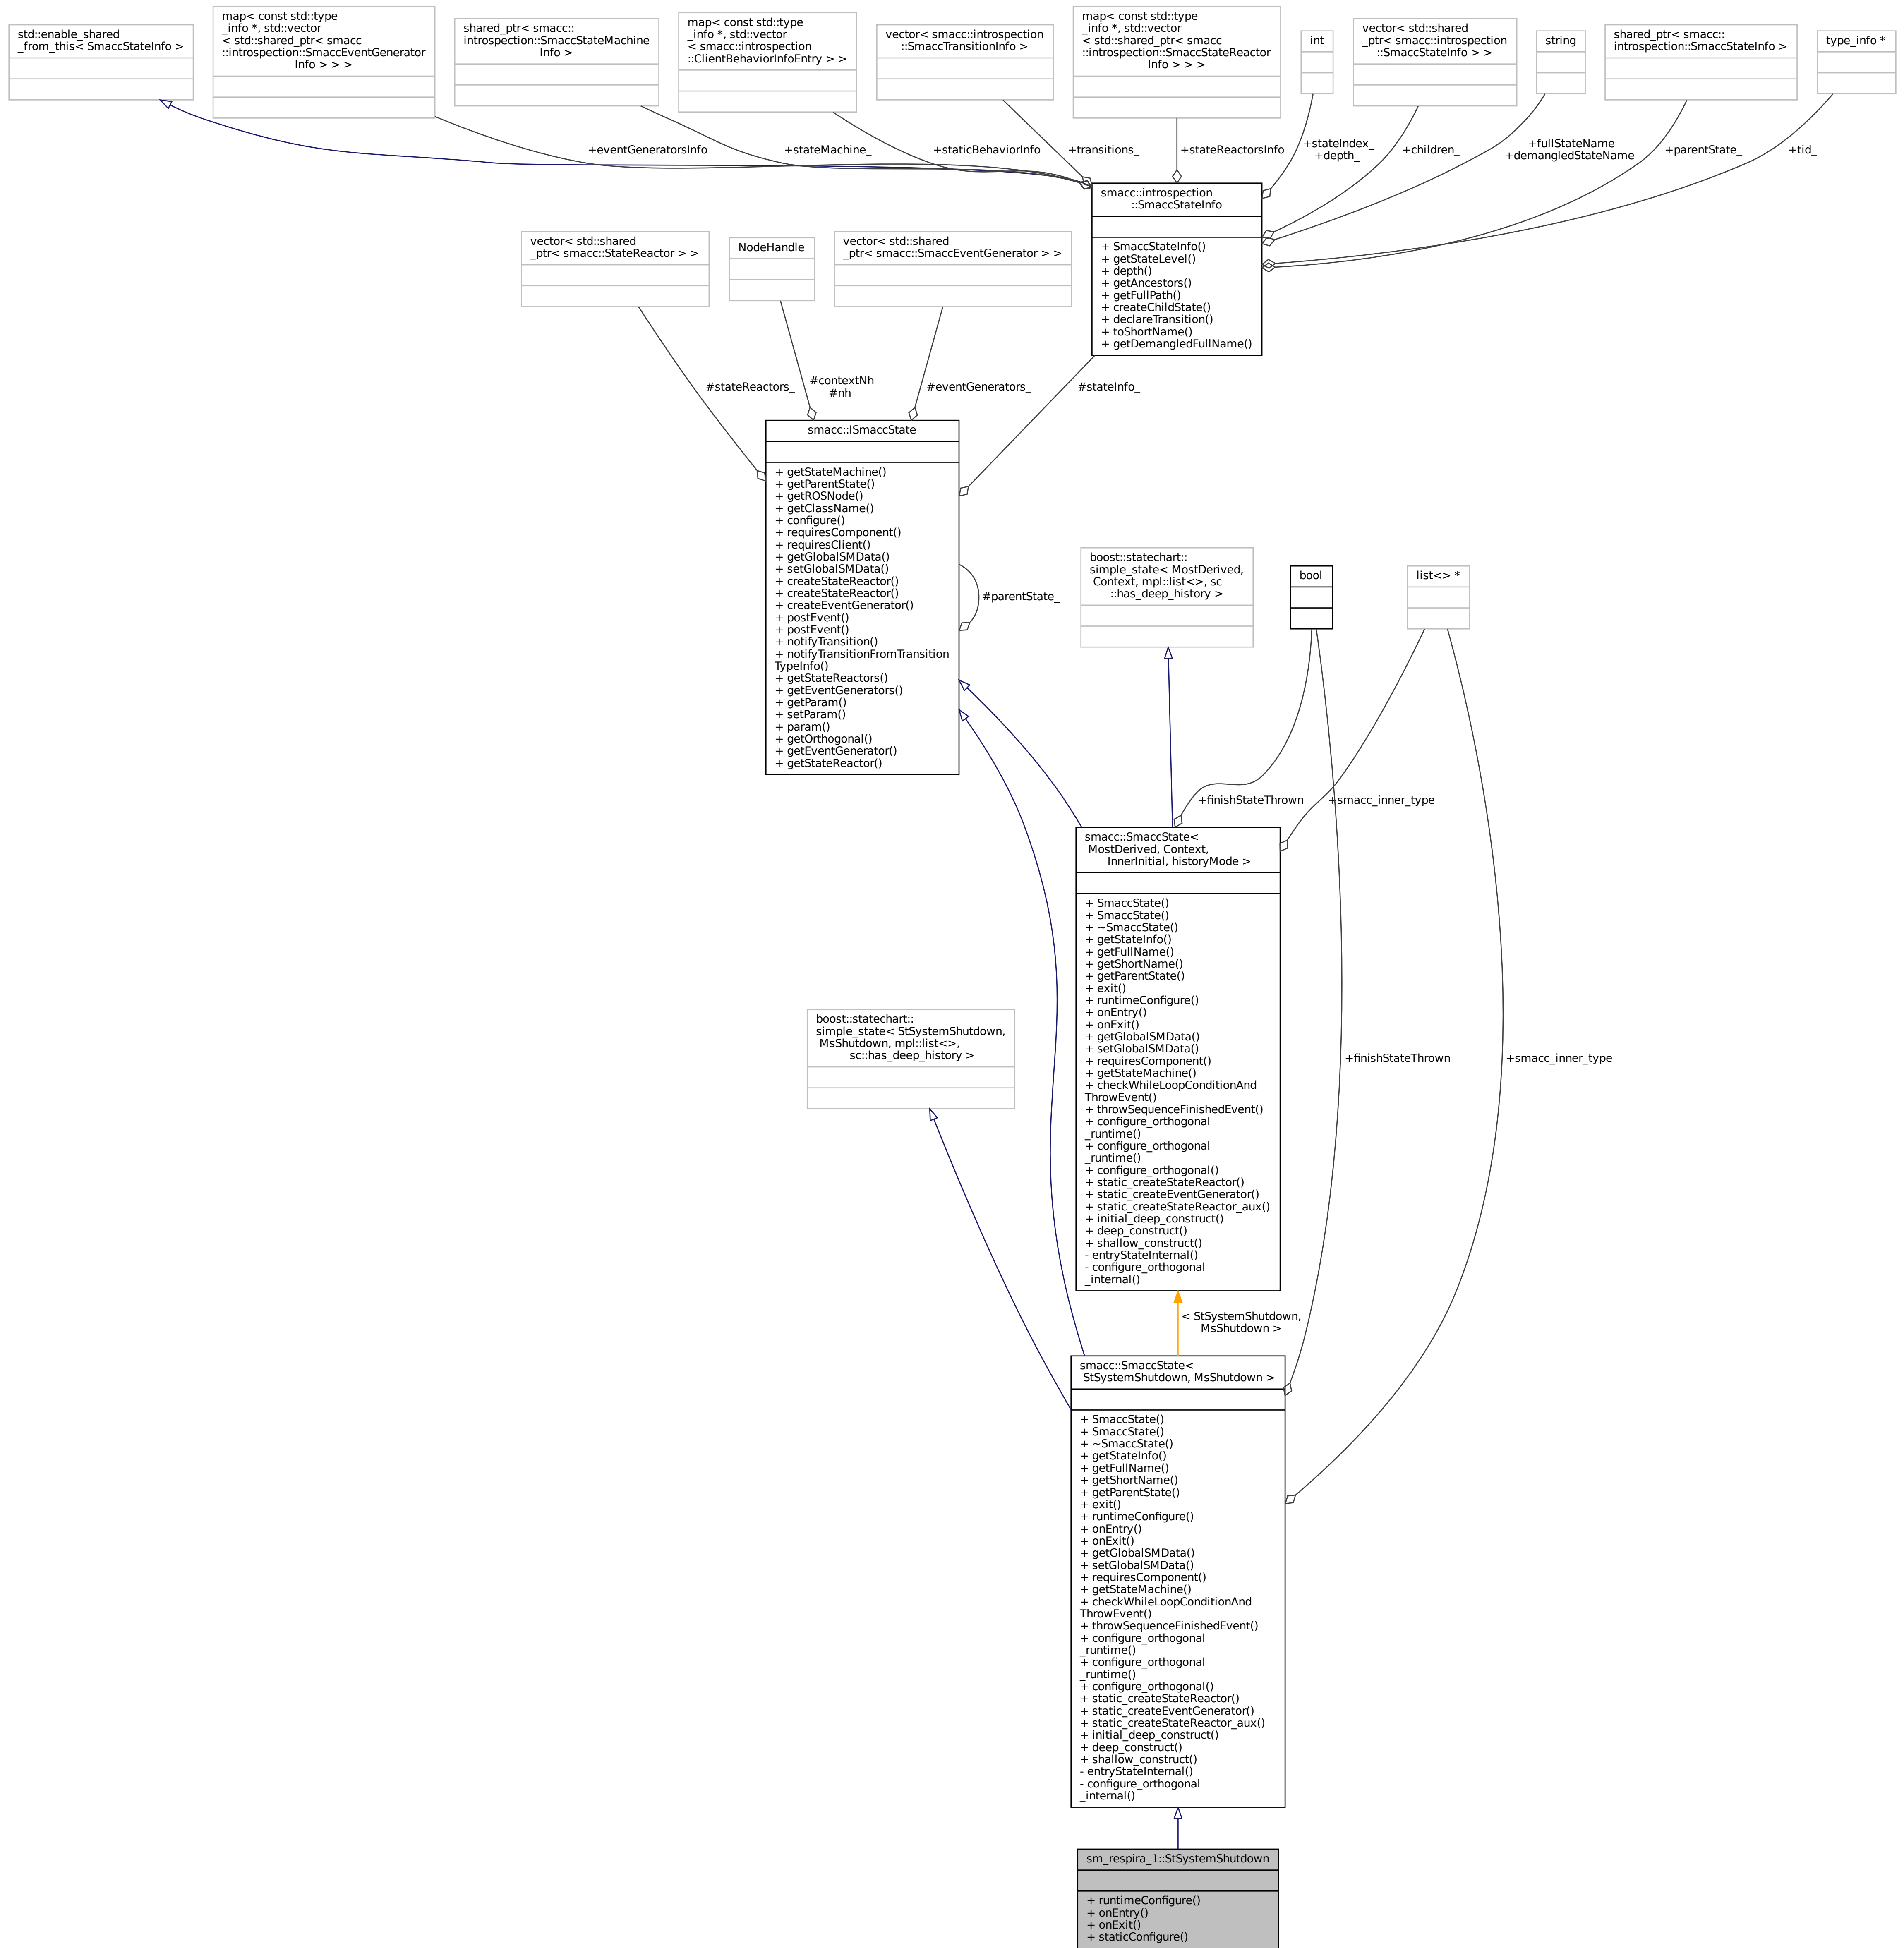 std::enable_shared
_from_this< SmaccStateInfo >
map< const std::type
_info *, std::vector
< std::shared_ptr< smacc
::introspection::SmaccEventGenerator
Info > > >
shared_ptr< smacc::
introspection::SmaccStateMachine
Info >
map< const std::type
_info *, std::vector
< smacc::introspection
::ClientBehaviorInfoEntry > >
vector< smacc::introspection
::SmaccTransitionInfo >
map< const std::type
_info *, std::vector
< std::shared_ptr< smacc
::introspection::SmaccStateReactor
Info > > >
int
vector< std::shared
_ptr< smacc::introspection
::SmaccStateInfo > >
string
shared_ptr< smacc::
introspection::SmaccStateInfo >
type_info *
+eventGeneratorsInfo
+stateMachine_
+staticBehaviorInfo
+transitions_
+stateReactorsInfo
+stateIndex_
+depth_
+children_
+fullStateName
+demangledStateName
+parentState_
+tid_
smacc::introspection
::SmaccStateInfo
+ SmaccStateInfo()
+ getStateLevel()
+ depth()
+ getAncestors()
+ getFullPath()
+ createChildState()
+ declareTransition()
+ toShortName()
+ getDemangledFullName()
vector< std::shared
_ptr< smacc::StateReactor > >
NodeHandle
vector< std::shared
_ptr< smacc::SmaccEventGenerator > >
#stateReactors_
#contextNh
#nh
#eventGenerators_
#stateInfo_
smacc::ISmaccState
+ getStateMachine()
+ getParentState()
+ getROSNode()
+ getClassName()
+ configure()
+ requiresComponent()
+ requiresClient()
+ getGlobalSMData()
+ setGlobalSMData()
+ createStateReactor()
+ createStateReactor()
+ createEventGenerator()
+ postEvent()
+ postEvent()
+ notifyTransition()
+ notifyTransitionFromTransition
TypeInfo()
+ getStateReactors()
+ getEventGenerators()
+ getParam()
+ setParam()
+ param()
+ getOrthogonal()
+ getEventGenerator()
+ getStateReactor()
#parentState_
boost::statechart::
simple_state< MostDerived,
Context, mpl::list<>, sc
::has_deep_history >
bool
list<> *
+finishStateThrown
+smacc_inner_type
smacc::SmaccState<
MostDerived, Context,
InnerInitial, historyMode >
+ SmaccState()
+ SmaccState()
+ ~SmaccState()
+ getStateInfo()
+ getFullName()
+ getShortName()
+ getParentState()
+ exit()
+ runtimeConfigure()
+ onEntry()
+ onExit()
+ getGlobalSMData()
+ setGlobalSMData()
+ requiresComponent()
+ getStateMachine()
+ checkWhileLoopConditionAnd
ThrowEvent()
+ throwSequenceFinishedEvent()
+ configure_orthogonal
_runtime()
+ configure_orthogonal
_runtime()
+ configure_orthogonal()
+ static_createStateReactor()
+ static_createEventGenerator()
+ static_createStateReactor_aux()
+ initial_deep_construct()
+ deep_construct()
+ shallow_construct()
- entryStateInternal()
- configure_orthogonal
_internal()
boost::statechart::
simple_state< StSystemShutdown,
MsShutdown, mpl::list<>,
sc::has_deep_history >
+finishStateThrown
+smacc_inner_type
< StSystemShutdown,
MsShutdown >
smacc::SmaccState<
StSystemShutdown, MsShutdown >
+ SmaccState()
+ SmaccState()
+ ~SmaccState()
+ getStateInfo()
+ getFullName()
+ getShortName()
+ getParentState()
+ exit()
+ runtimeConfigure()
+ onEntry()
+ onExit()
+ getGlobalSMData()
+ setGlobalSMData()
+ requiresComponent()
+ getStateMachine()
+ checkWhileLoopConditionAnd
ThrowEvent()
+ throwSequenceFinishedEvent()
+ configure_orthogonal
_runtime()
+ configure_orthogonal
_runtime()
+ configure_orthogonal()
+ static_createStateReactor()
+ static_createEventGenerator()
+ static_createStateReactor_aux()
+ initial_deep_construct()
+ deep_construct()
+ shallow_construct()
- entryStateInternal()
- configure_orthogonal
_internal()
sm_respira_1::StSystemShutdown
+ runtimeConfigure()
+ onEntry()
+ onExit()
+ staticConfigure()